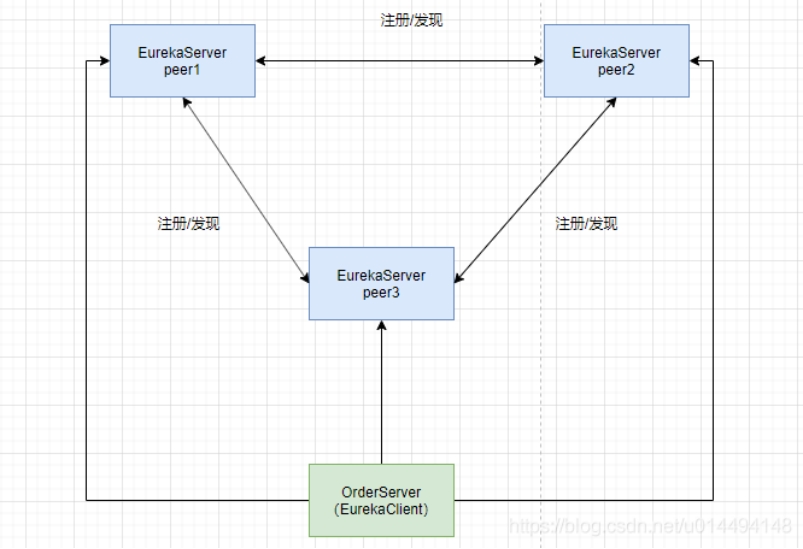 注册/发现
EurekaServer
peer1
EurekaServer
peer2
注册/发现
注册/发现
EurekaServer
peer3
OrderServer
（EurekaClient）
https://blog.csdn.net/u014494148